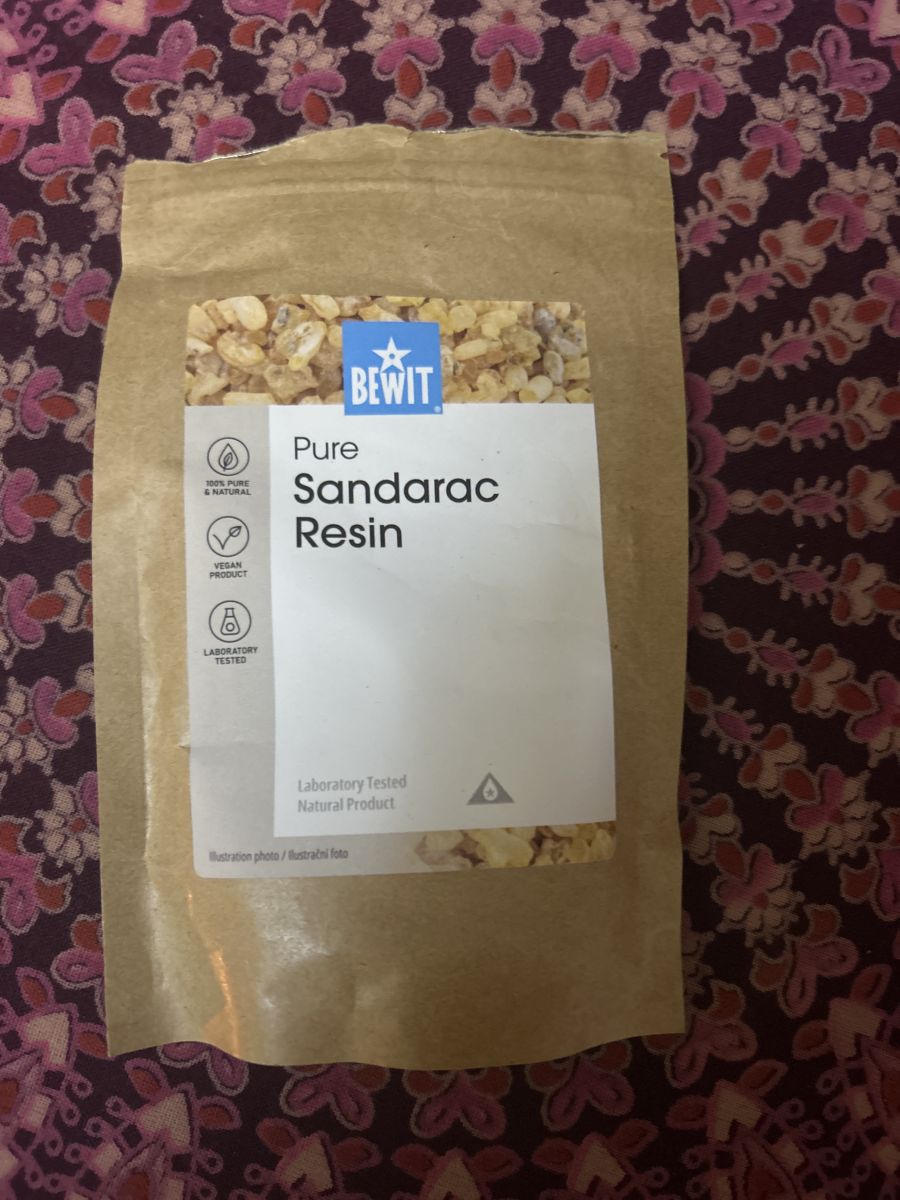 BEWIT
Pure
Sandarac
Resin
100% PURE
& NATURAL
VEGAN
PRODUCT
LABORATORY
TESTED
Laboratory Tested
Natural Product
Illustration photo / Ilustrační foto